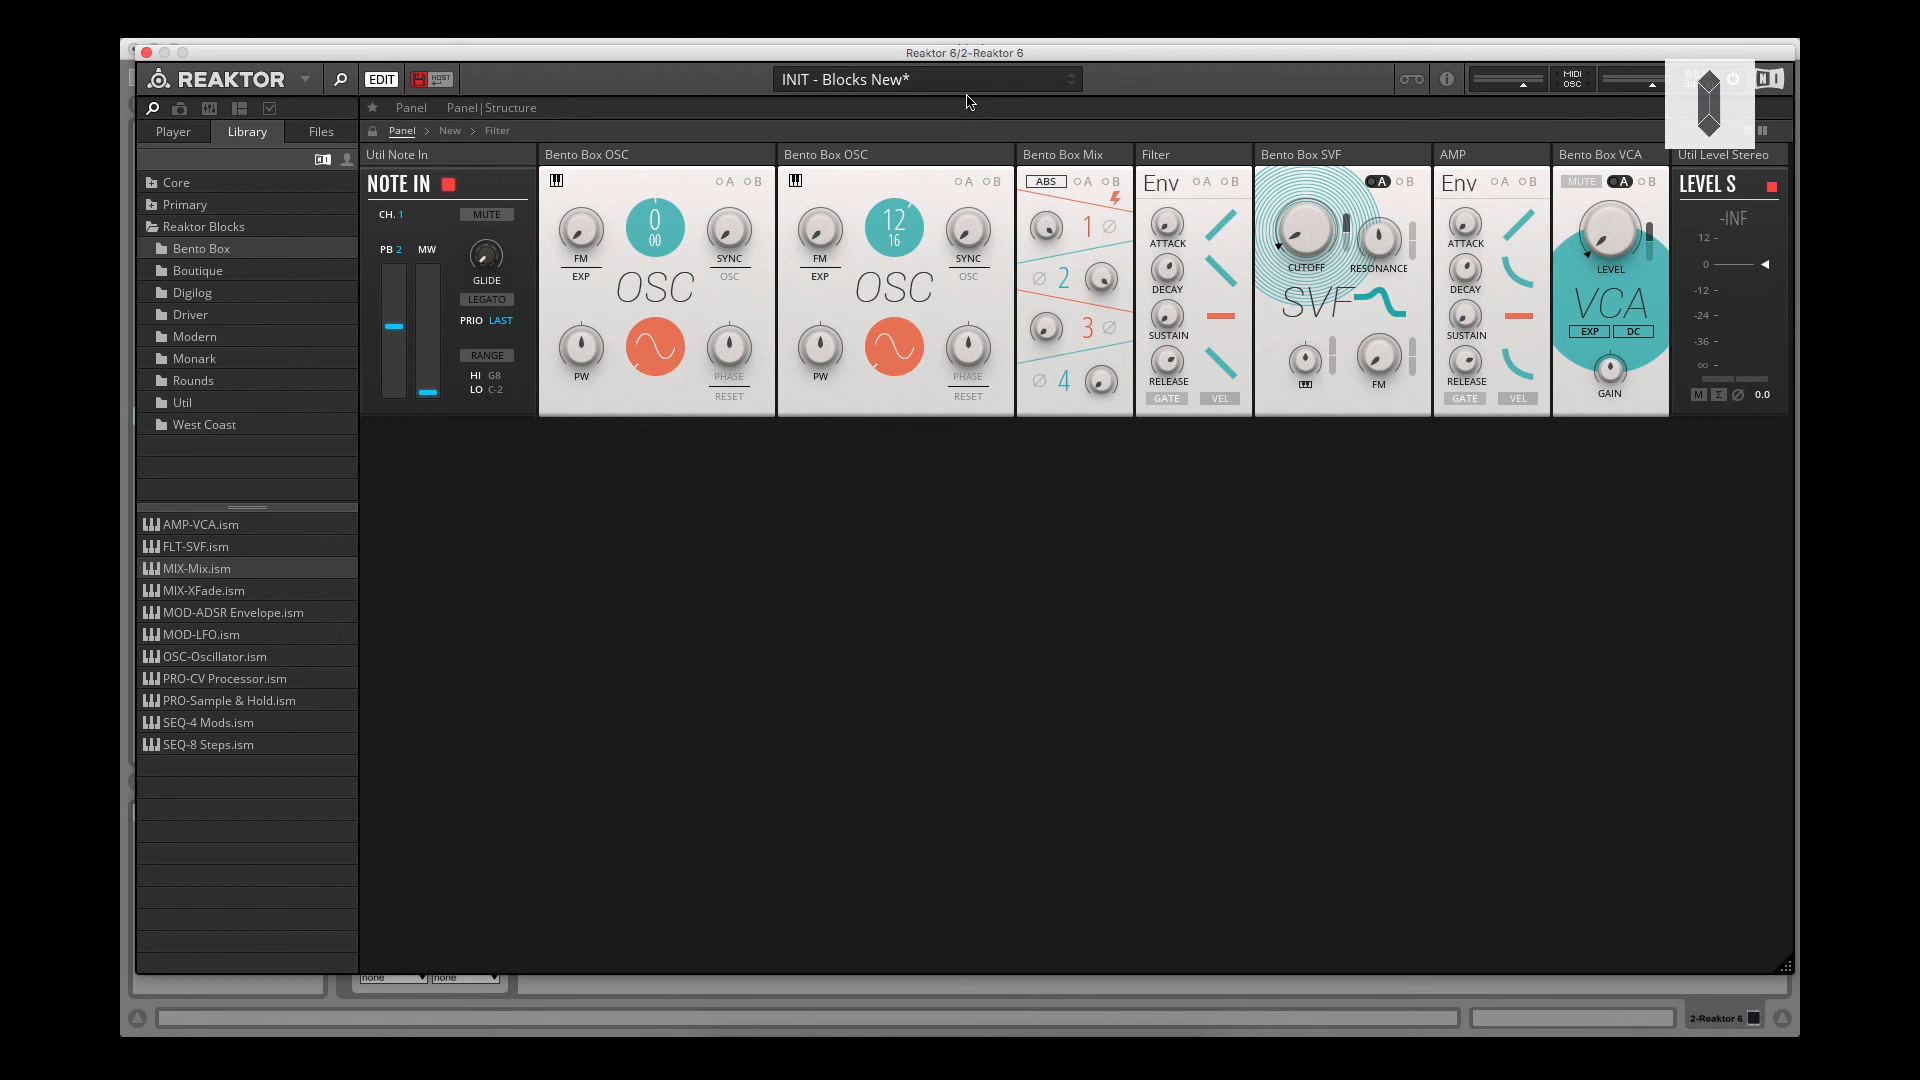 Reaktor 6/2-Reaktor 6
REAKTOR
EDIT
HOST
INIT - Blocks New*
MIDI
OSC
NI
Panel
Panel|Structure
Player
Library
Files
Panel > New > Filter
Core
Primary
Reaktor Blocks
Bento Box
Boutique
Digilog
Driver
Modern
Monark
Rounds
Util
West Coast
AMP-VCA.ism
FLT-SVF.ism
MIX-Mix.ism
MIX-XFade.ism
MOD-ADSR Envelope.ism
MOD-LFO.ism
OSC-Oscillator.ism
PRO-CV Processor.ism
PRO-Sample & Hold.ism
SEQ-4 Mods.ism
SEQ-8 Steps.ism
Util Note In
NOTE IN
CH. 1
MUTE
PB 2
MW
GLIDE
LEGATO
PRIO LAST
RANGE
HI G8
LO C-2
Bento Box OSC
A B
0
00
FM
EXP
SYNC
OSC
OSC
PW
PHASE
RESET
Bento Box OSC
A B
12
16
FM
EXP
SYNC
OSC
OSC
PW
PHASE
RESET
Bento Box Mix
ABS A B
1
2
3
4
Filter
Env A B
ATTACK
DECAY
SUSTAIN
RELEASE
GATE VEL
Bento Box SVF
A B
CUTOFF
RESONANCE
SVF
FM
AMP
Env A B
ATTACK
DECAY
SUSTAIN
RELEASE
GATE VEL
Bento Box VCA
MUTE A B
LEVEL
VCA
EXP DC
GAIN
Util Level Stereo
LEVEL S
-INF
12
0
-12
-24
-36
∞
M Σ 0.0
none none
2-Reaktor 6